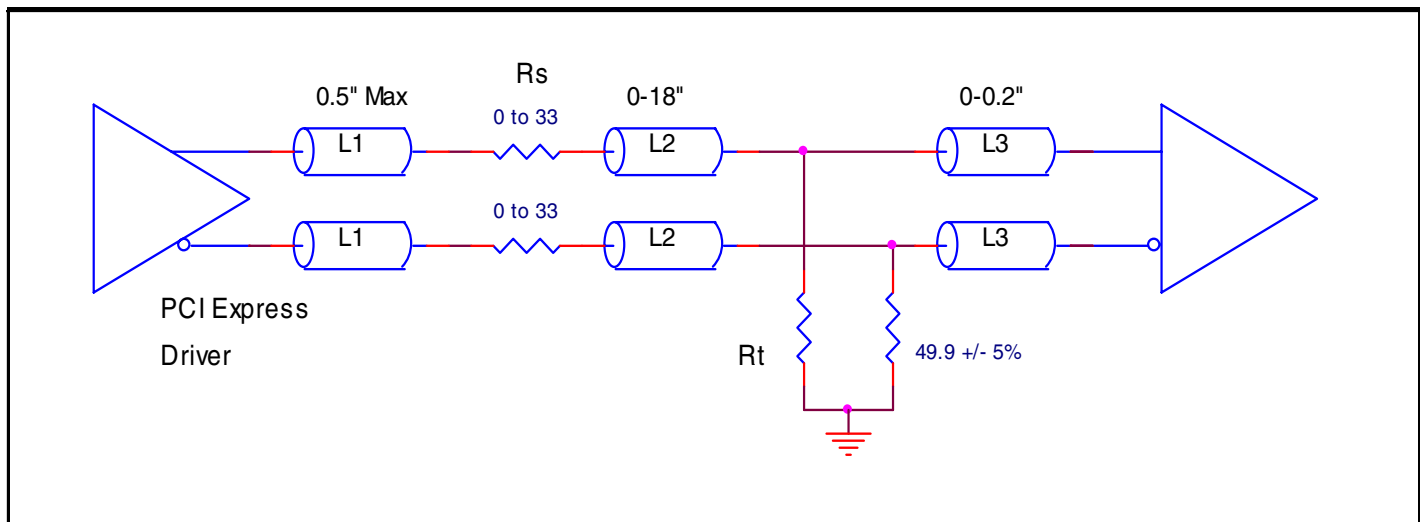 Rs
0.5" Max
0-18"
0-0.2"
0 to 33
L1
L2
L3
0 to 33
L1
L2
L3
PCI Express
Driver
Rt
49.9 +/- 5%